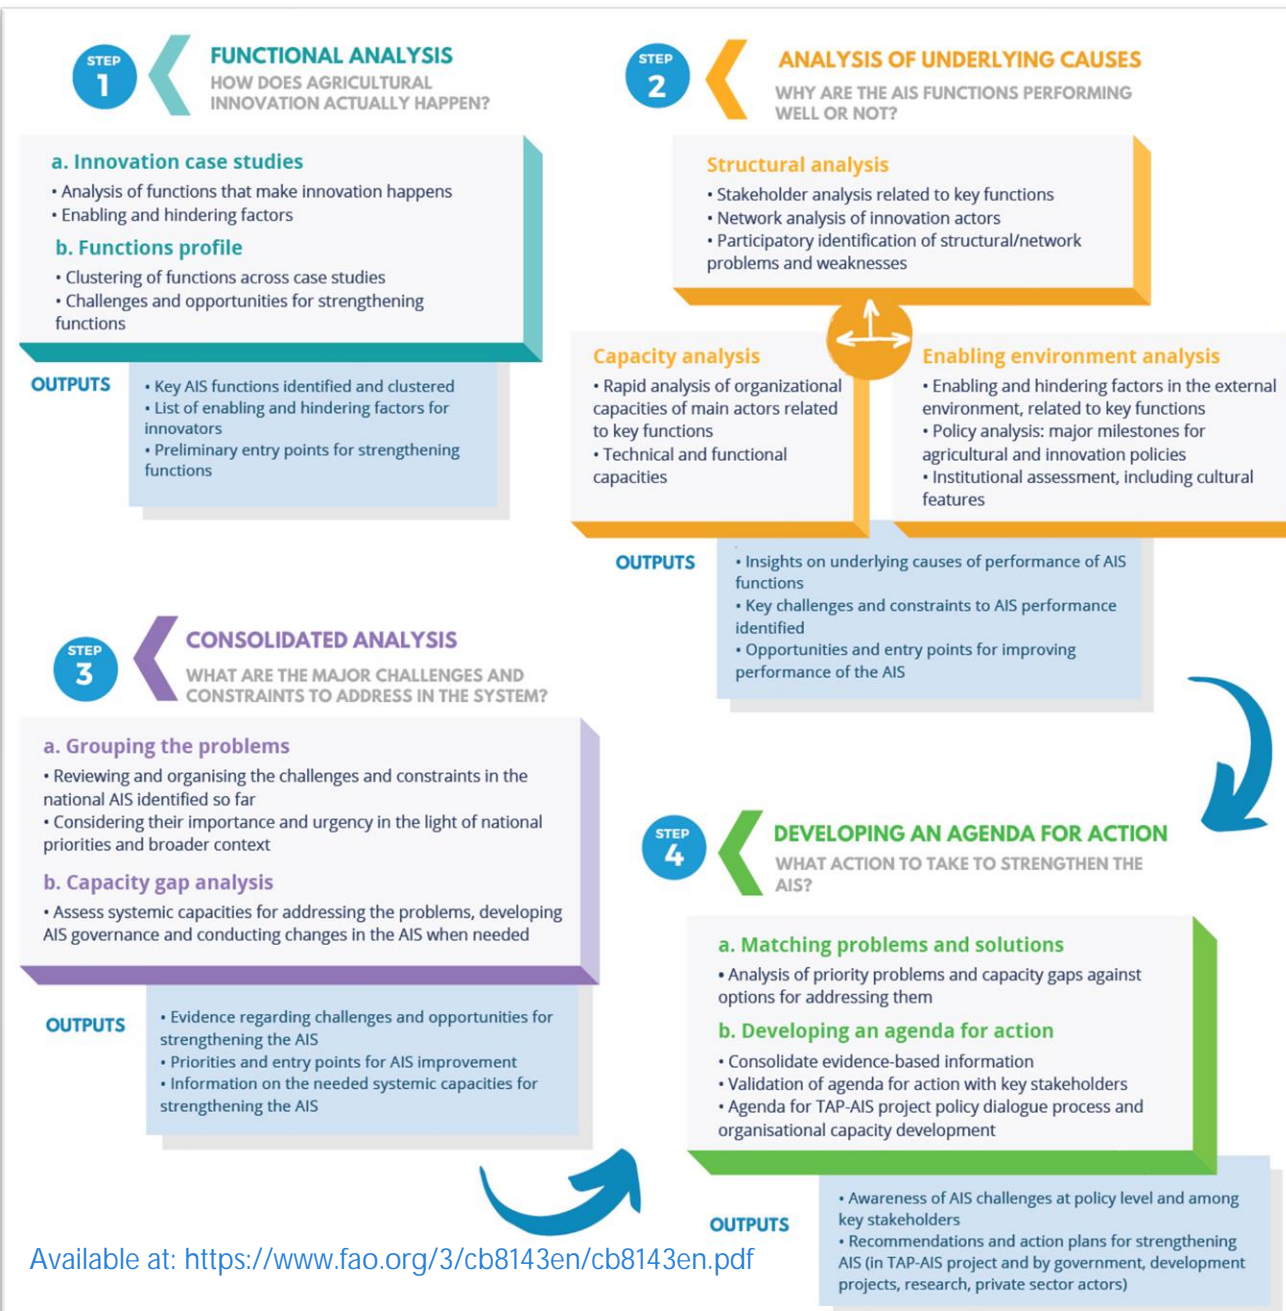 STEP
1
FUNCTIONAL ANALYSIS
HOW DOES AGRICULTURAL
INNOVATION ACTUALLY HAPPEN?
a. Innovation case studies
• Analysis of functions that make innovation happens
• Enabling and hindering factors
b. Functions profile
• Clustering of functions across case studies
• Challenges and opportunities for strengthening
functions
OUTPUTS
• Key AIS functions identified and clustered
• List of enabling and hindering factors for
innovators
• Preliminary entry points for strengthening
functions
STEP
2
ANALYSIS OF UNDERLYING CAUSES
WHY ARE THE AIS FUNCTIONS PERFORMING
WELL OR NOT?
Structural analysis
• Stakeholder analysis related to key functions
• Network analysis of innovation actors
• Participatory identification of structural/network
problems and weaknesses
Capacity analysis
• Rapid analysis of organizational
capacities of main actors related
to key functions
• Technical and functional
capacities
Enabling environment analysis
• Enabling and hindering factors in the external
environment, related to key functions
• Policy analysis: major milestones for
agricultural and innovation policies
• Institutional assessment, including cultural
features
OUTPUTS
• Insights on underlying causes of performance of AIS
functions
• Key challenges and constraints to AIS performance
identified
• Opportunities and entry points for improving
performance of the AIS
STEP
3
CONSOLIDATED ANALYSIS
WHAT ARE THE MAJOR CHALLENGES AND
CONSTRAINTS TO ADDRESS IN THE SYSTEM?
a. Grouping the problems
• Reviewing and organising the challenges and constraints in the
national AIS identified so far
• Considering their importance and urgency in the light of national
priorities and broader context
b. Capacity gap analysis
• Assess systemic capacities for addressing the problems, developing
AIS governance and conducting changes in the AIS when needed
OUTPUTS
• Evidence regarding challenges and opportunities for
strengthening the AIS
• Priorities and entry points for AIS improvement
• Information on the needed systemic capacities for
strengthening the AIS
STEP
4
DEVELOPING AN AGENDA FOR ACTION
WHAT ACTION TO TAKE TO STRENGTHEN THE
AIS?
a. Matching problems and solutions
• Analysis of priority problems and capacity gaps against
options for addressing them
b. Developing an agenda for action
• Consolidate evidence-based information
• Validation of agenda for action with key stakeholders
• Agenda for TAP-AIS project policy dialogue process and
organisational capacity development
OUTPUTS
• Awareness of AIS challenges at policy level and among
key stakeholders
• Recommendations and action plans for strengthening
AIS (in TAP-AIS project and by government, development
projects, research, private sector actors)
Available at: https://www.fao.org/3/cb8143en/cb8143en.pdf